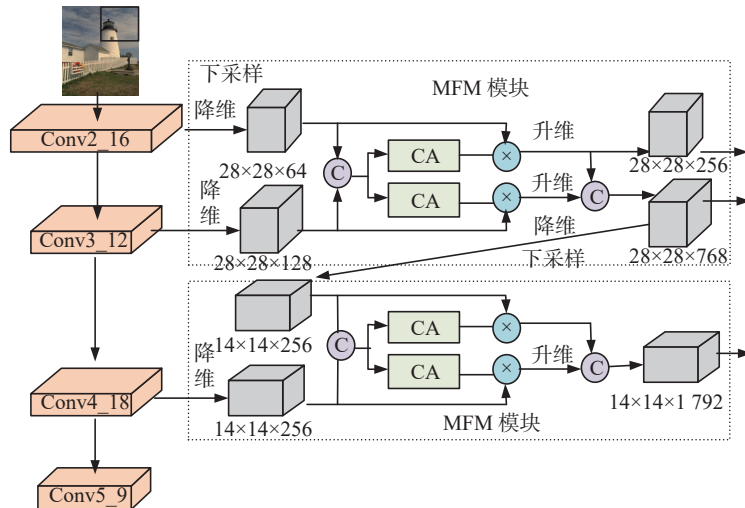 下采样
MFM 模块
降维
升维
Conv2_16
CA
×
28×28×64
C
28×28×256
降维
CA
×
升维
C
降维
Conv3_12
28×28×128
下采样
28×28×768
CA
×
14×14×256
C
降维
升维
CA
×
C
Conv4_18
14×14×256
14×14×1 792
MFM 模块
Conv5_9